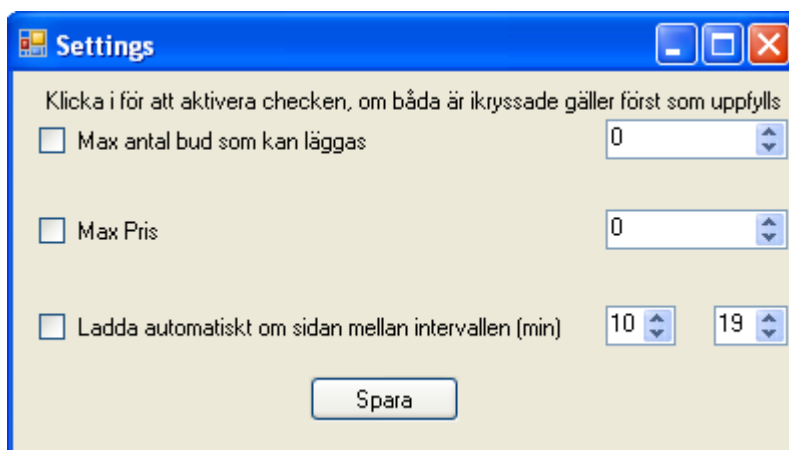 Settings
Klicka i för att aktivera checken, om båda är ikryssade gäller först som uppfylls
Max antal bud som kan läggas 0
Max Pris 0
Ladda automatiskt om sidan mellan intervallen (min) 10 19
Spara